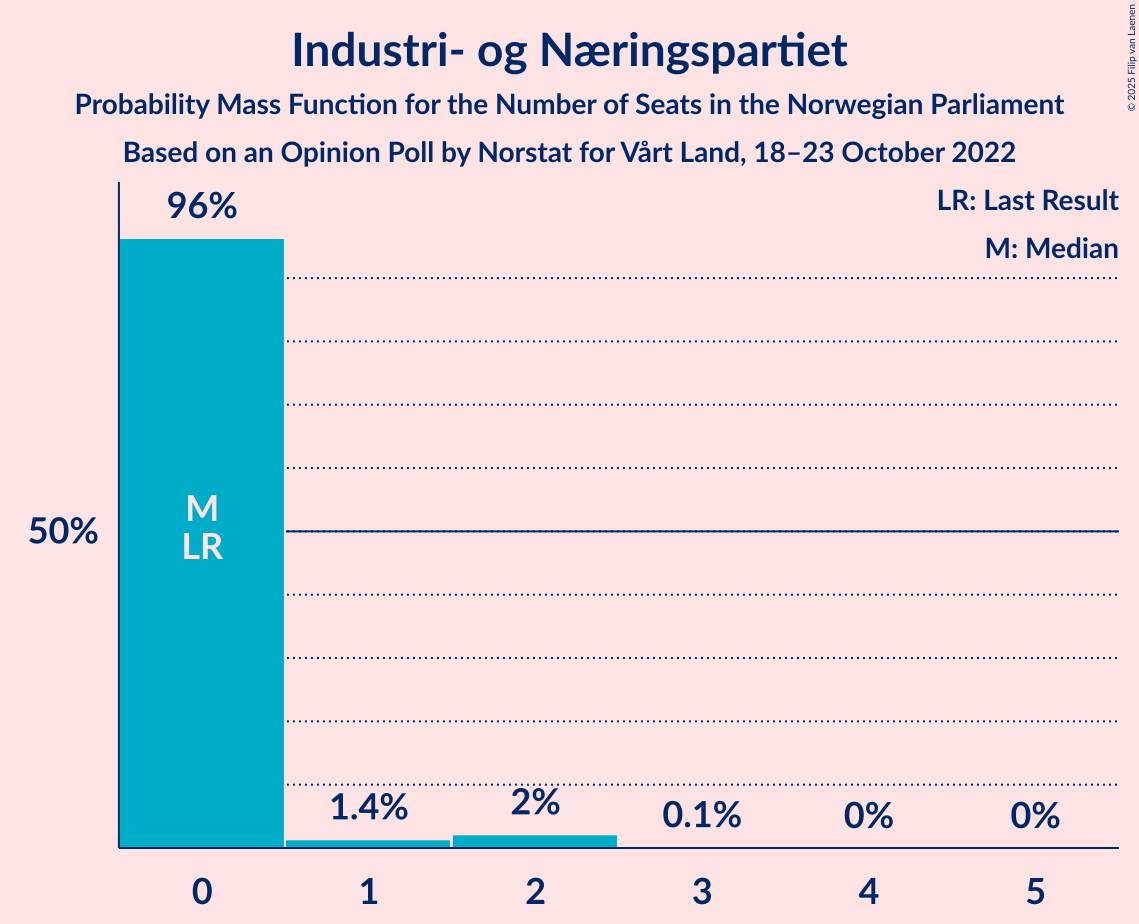 Industri- og Næringspartiet
Probability Mass Function for the Number of Seats in the Norwegian Parliament
Based on an Opinion Poll by Norstat for Vårt Land, 18–23 October 2022
© 2025 Filip van Laenen
LR: Last Result
M: Median
96%
M
LR
50%
1.4%
2%
0.1%
0%
0%
0
1
2
3
4
5